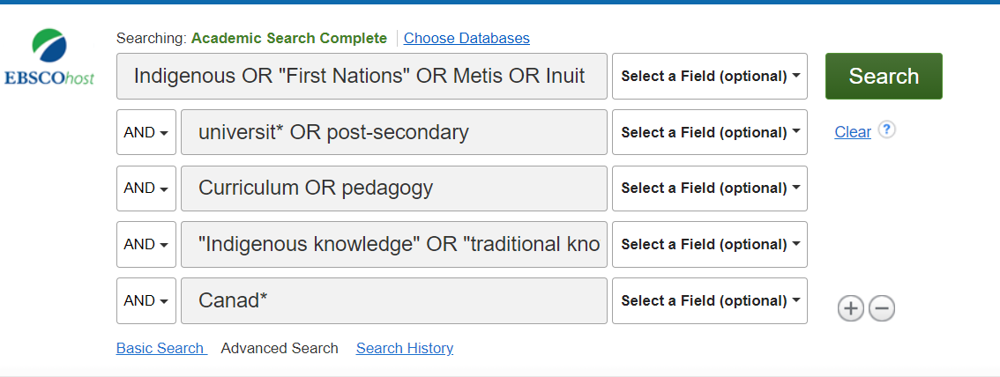 Searching: Academic Search Complete Choose Databases
EBSCOhost
Indigenous OR "First Nations" OR Metis OR Inuit Select a Field (optional) Search
AND universit* OR post-secondary Select a Field (optional) Clear ?
AND Curriculum OR pedagogy Select a Field (optional)
AND "Indigenous knowledge" OR "traditional kno Select a Field (optional)
AND Canad* Select a Field (optional)
Basic Search Advanced Search Search History